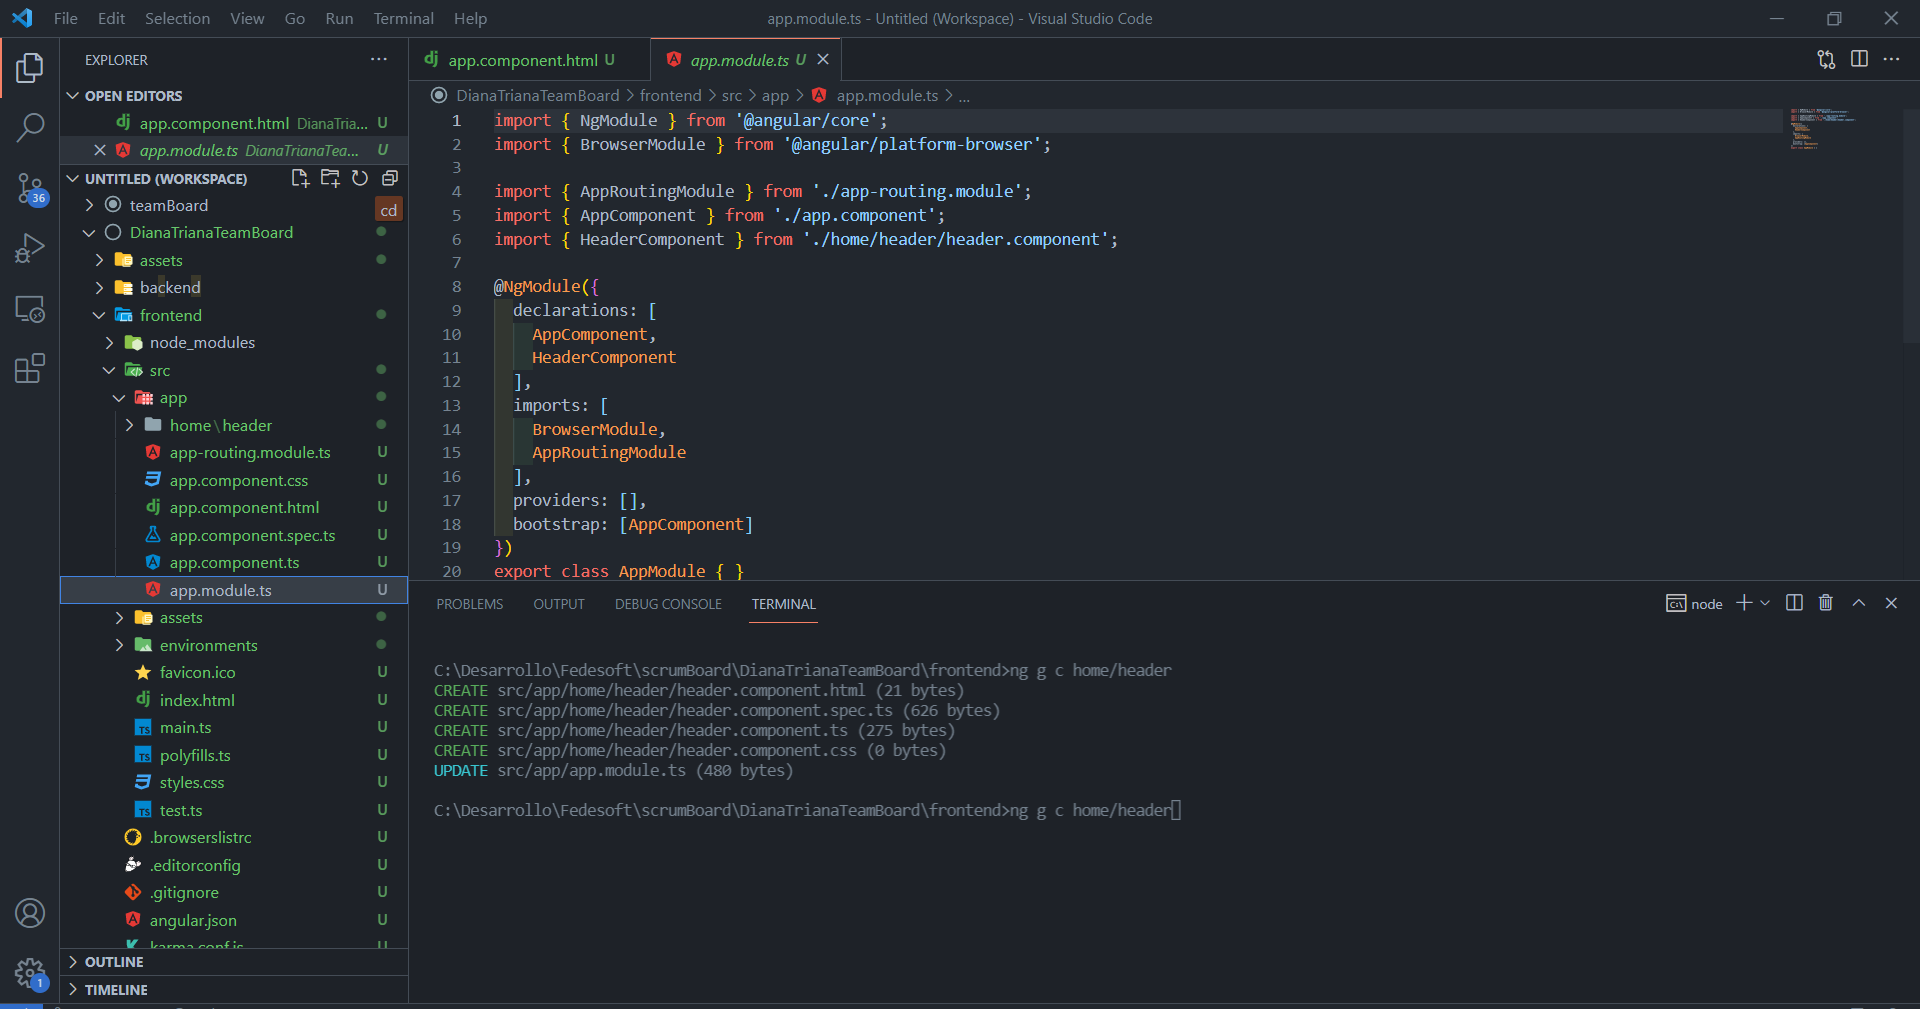 File Edit Selection View Go Run Terminal Help
app.module.ts - Untitled (Workspace) - Visual Studio Code
EXPLORER
OPEN EDITORS
app.component.html DianaTria... U
app.module.ts DianaTrianaTea... U
UNTITLED (WORKSPACE)
teamBoard
cd
DianaTrianaTeamBoard
assets
backend
frontend
node_modules
src
app
home\header
app-routing.module.ts U
app.component.css U
app.component.html U
app.component.spec.ts U
app.component.ts U
app.module.ts U
assets
environments
favicon.ico U
index.html U
main.ts U
polyfills.ts U
styles.css U
test.ts U
.browserslistrc U
.editorconfig U
.gitignore U
angular.json U
karma.conf.js U
OUTLINE
TIMELINE
36
1
app.component.html U
app.module.ts U
DianaTrianaTeamBoard > frontend > src > app > app.module.ts > ...
1 import { NgModule } from '@angular/core';
2 import { BrowserModule } from '@angular/platform-browser';
3
4 import { AppRoutingModule } from './app-routing.module';
5 import { AppComponent } from './app.component';
6 import { HeaderComponent } from './home/header/header.component';
7
8 @NgModule({
9 declarations: [
10 AppComponent,
11 HeaderComponent
12 ],
13 imports: [
14 BrowserModule,
15 AppRoutingModule
16 ],
17 providers: [],
18 bootstrap: [AppComponent]
19 })
20 export class AppModule { }
PROBLEMS OUTPUT DEBUG CONSOLE TERMINAL
node
C:\Desarrollo\Fedesoft\scrumBoard\DianaTrianaTeamBoard\frontend>ng g c home/header
CREATE src/app/home/header/header.component.html (21 bytes)
CREATE src/app/home/header/header.component.spec.ts (626 bytes)
CREATE src/app/home/header/header.component.ts (275 bytes)
CREATE src/app/home/header/header.component.css (0 bytes)
UPDATE src/app/app.module.ts (480 bytes)
C:\Desarrollo\Fedesoft\scrumBoard\DianaTrianaTeamBoard\frontend>ng g c home/header